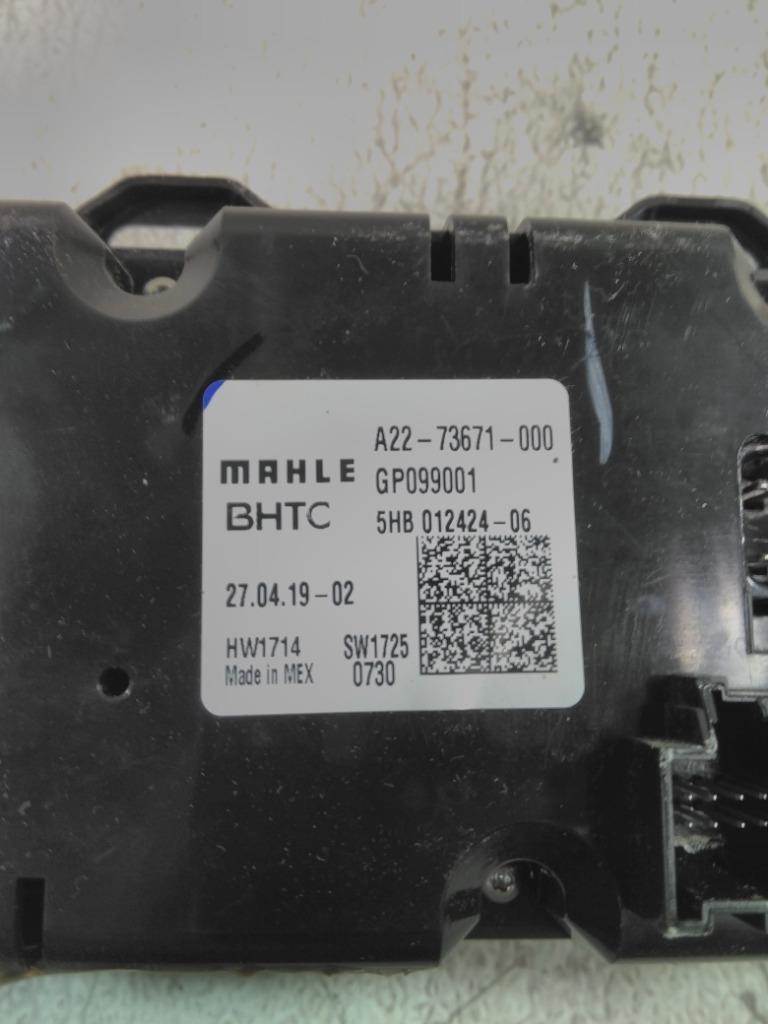 A22-73671-000
MAHLE GP099001
BHTC 5HB 012424-06
27.04.19-02
HW1714 SW1725
Made in MEX 0730